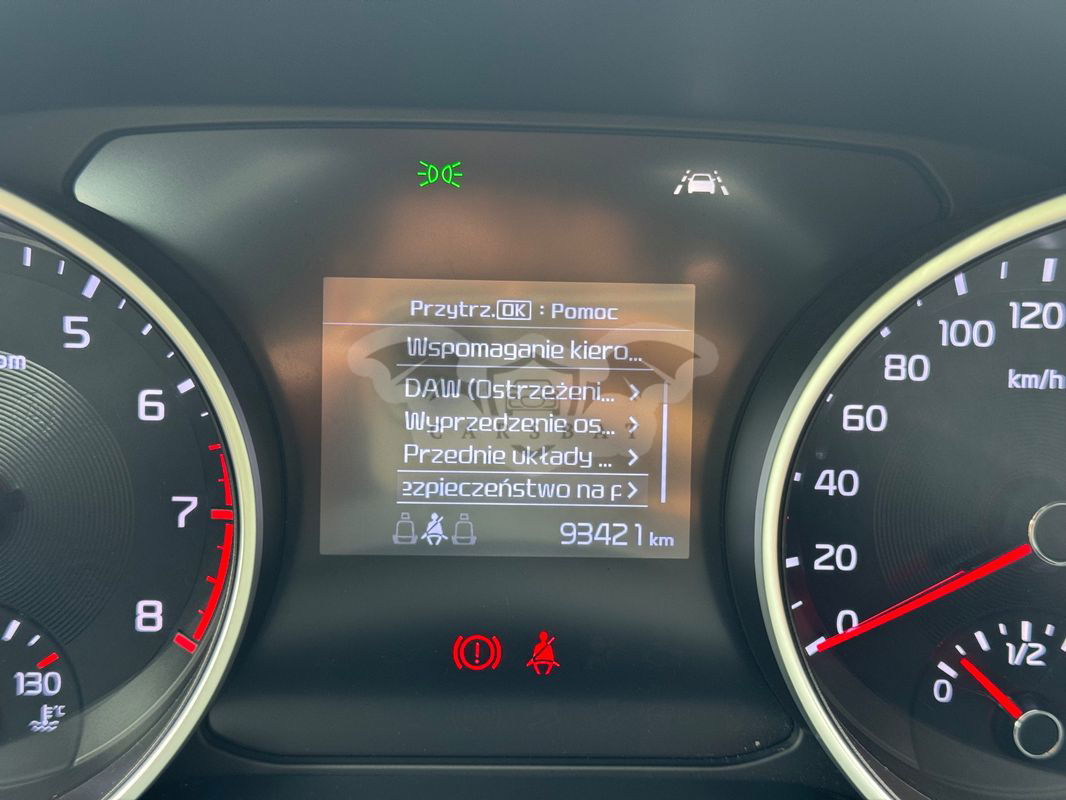 Przytrz.OK : Pomoc
Wspomaganie kiero...
DAW (Ostrzeżeni...
Wyprzedzenie os...
Przednie układy ...
ezpieczeństwo na p
93421 km
CARSBAT
5
6
7
8
130
°C
120
100
80
60
40
20
0
km/h
0
1/2